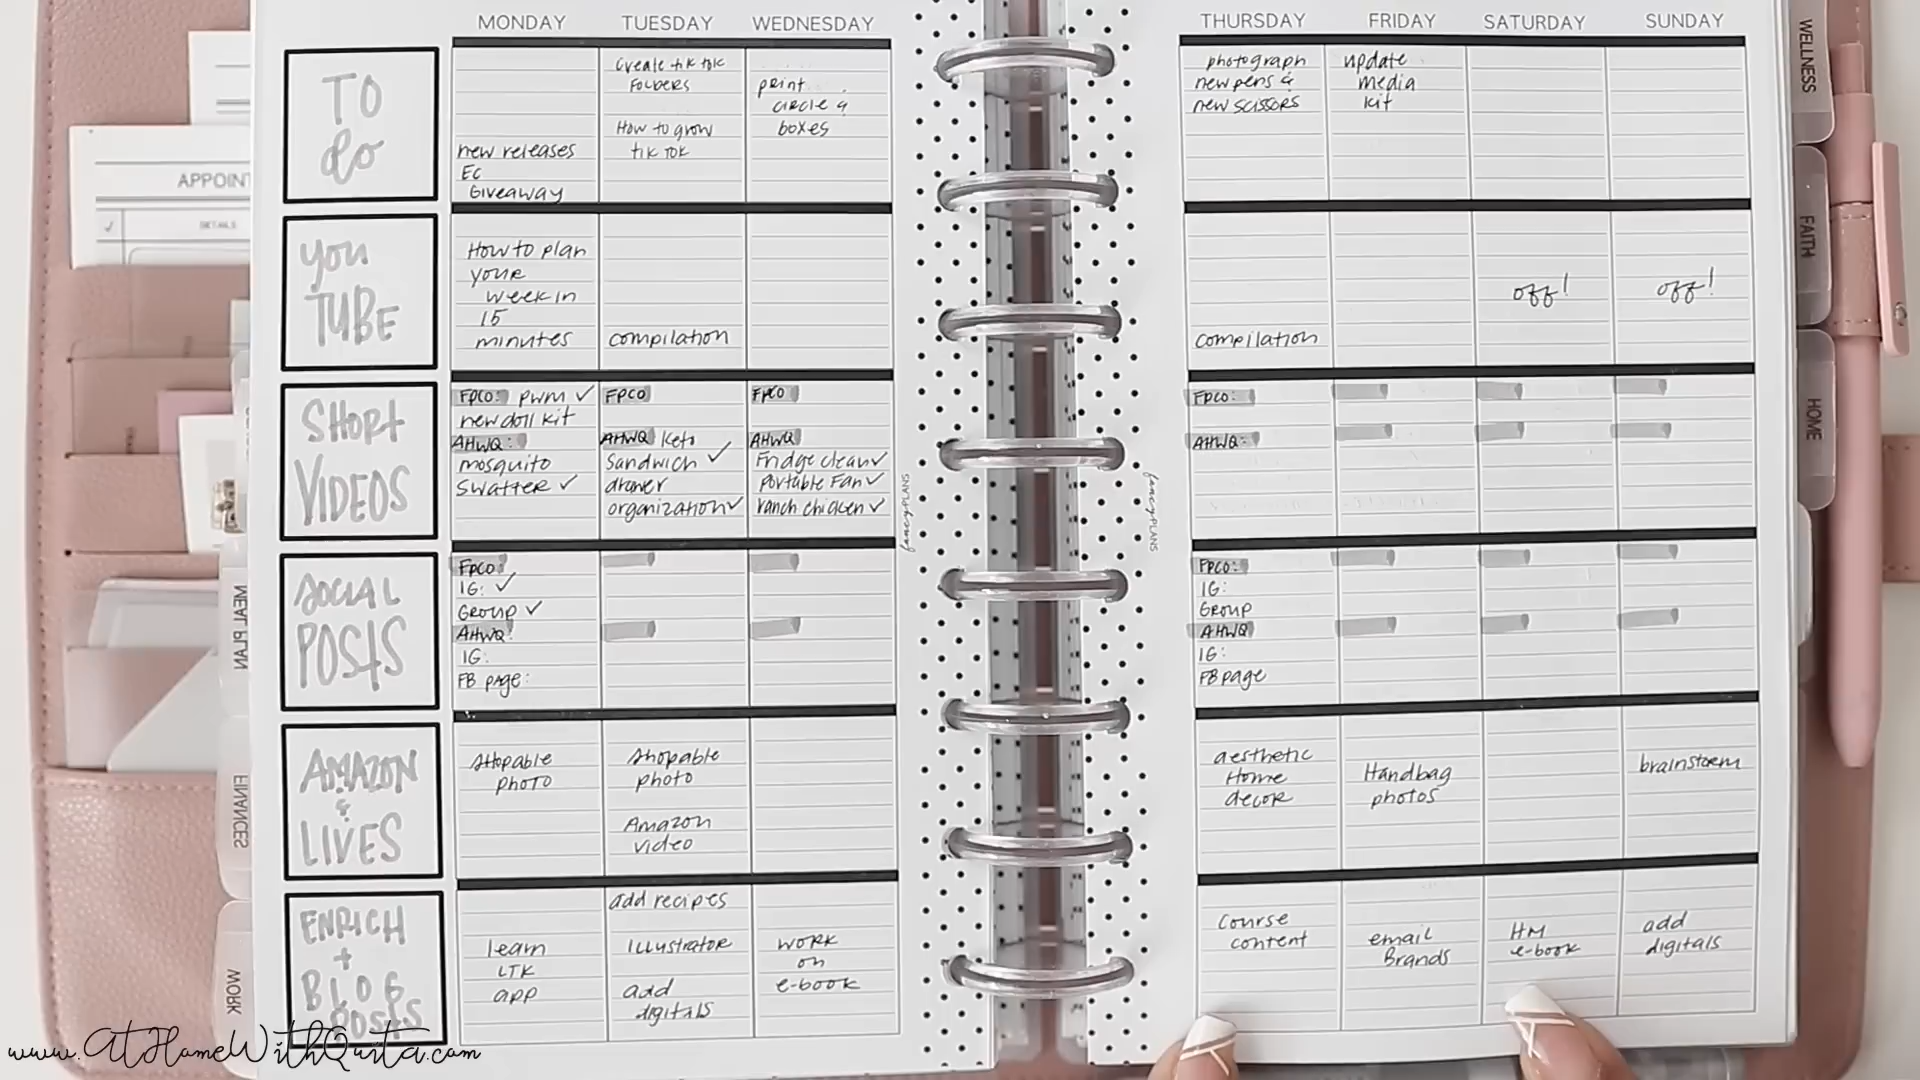 MONDAY TUESDAY WEDNESDAY
THURSDAY FRIDAY SATURDAY SUNDAY
TO
do
new releases
EC
Giveaway
Create tik tok
Folders
How to grow
tik tok
print
circle &
boxes
photograph
new pens &
new scissors
update
media
kit
you
TUBE
How to plan
your
week in
15
minutes
compilation
compilation
off!
off!
SHORT
VIDEOS
FPCO: pwm ✓
new doll kit
AHWQ:
mosquito
swatter ✓
FPCO
AHWQ keto
Sandwich ✓
drawer
organization ✓
FPCO
AHWQ
Fridge clean ✓
portable Fan ✓
ranch chicken ✓
FPCO:
AHWQ:
SOCIAL
POSTS
FPCO:
IG: ✓
Group ✓
AHWQ:
IG:
FB page:
FPCO:
IG:
Group
AHWQ
IG:
FB page
AMAZON
&
LIVES
Shopable
photo
Shopable
photo
Amazon
video
aesthetic
Home
decor
Handbag
photos
brainstorm
ENRICH
+
BLOG
POSTS
learn
LTK
app
add recipes
Illustrator
add
digitals
work
on
e-book
Course
content
email
Brands
HM
e-book
add
digitals
APPOINT
DETAILS
MEAL PLAN
FINANCES
WORK
WELLNESS
FAITH
HOME
fancyPLANS
fancyPLANS
www.AtHomeWithQuita.com